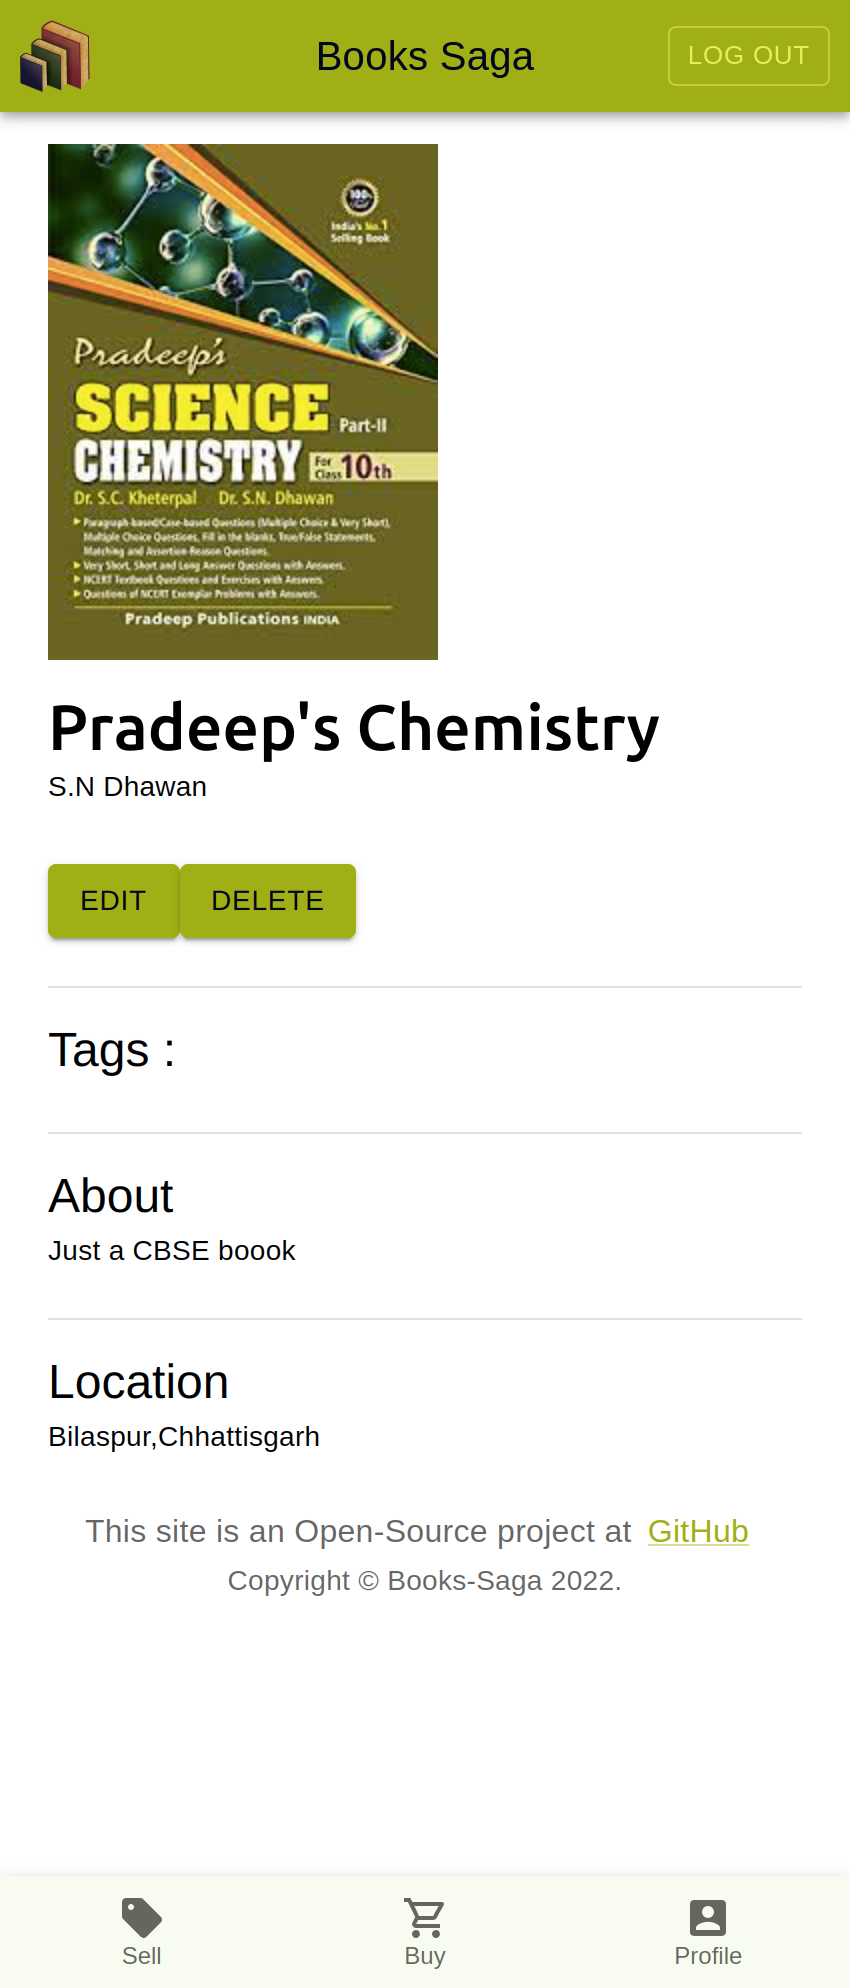 Books Saga
LOG OUT
100%
India's No.1
Selling Book
Pradeep's
SCIENCE Part-II
CHEMISTRY For Class 10th
Dr. S.C. Kheterpal Dr. S.N. Dhawan
Paragraph-based/Case-based Questions (Multiple Choice & Very Short),
Multiple Choice Questions, Fill in the blanks, True/False Statements,
Matching and Assertion-Reason Questions.
Very Short, Short and Long Answer Questions with Answers.
NCERT Textbook Questions and Exercises with Answers.
Questions of NCERT Exemplar Problems with Answers.
Pradeep Publications INDIA
Pradeep's Chemistry
S.N Dhawan
EDIT DELETE
Tags :
About
Just a CBSE boook
Location
Bilaspur,Chhattisgarh
This site is an Open-Source project at GitHub
Copyright © Books-Saga 2022.
Sell Buy Profile